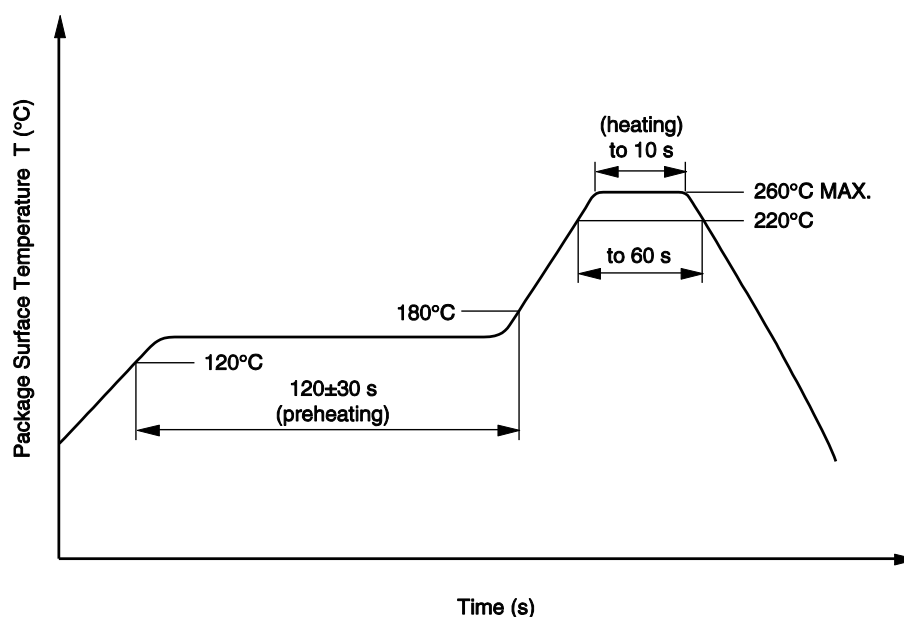 Package Surface Temperature T (°C)
(heating)
to 10 s
260°C MAX.
220°C
to 60 s
180°C
120°C
120±30 s
(preheating)
Time (s)